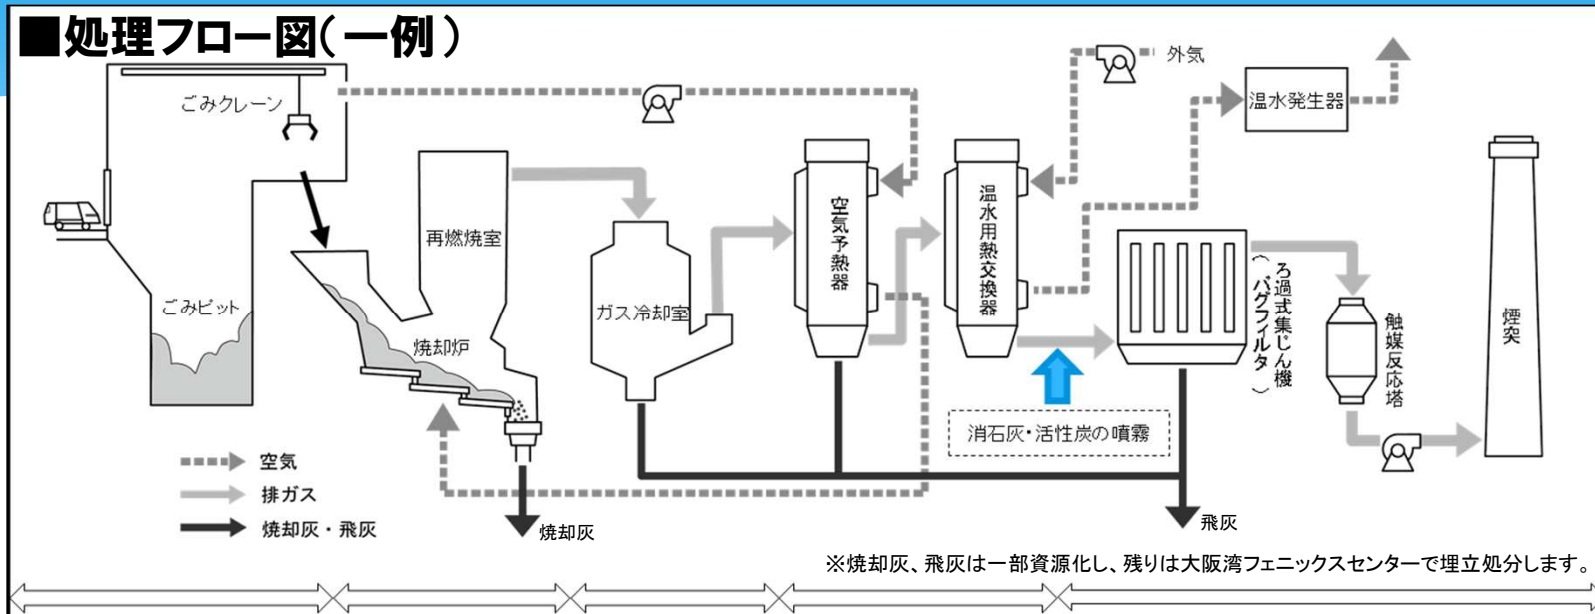 ■処理フロー図(一例)
ごみクレーン
外気
温水発生器
再燃焼室
空気予熱器
温水用熱交換器
ごみピット
ガス冷却室
焼却炉
ろ過式集じん機
(バグフィルタ)
触媒反応塔
煙突
消石灰・活性炭の噴霧
空気
排ガス
焼却灰・飛灰
焼却灰
飛灰
※焼却灰、飛灰は一部資源化し、残りは大阪湾フェニックスセンターで埋立処分します。